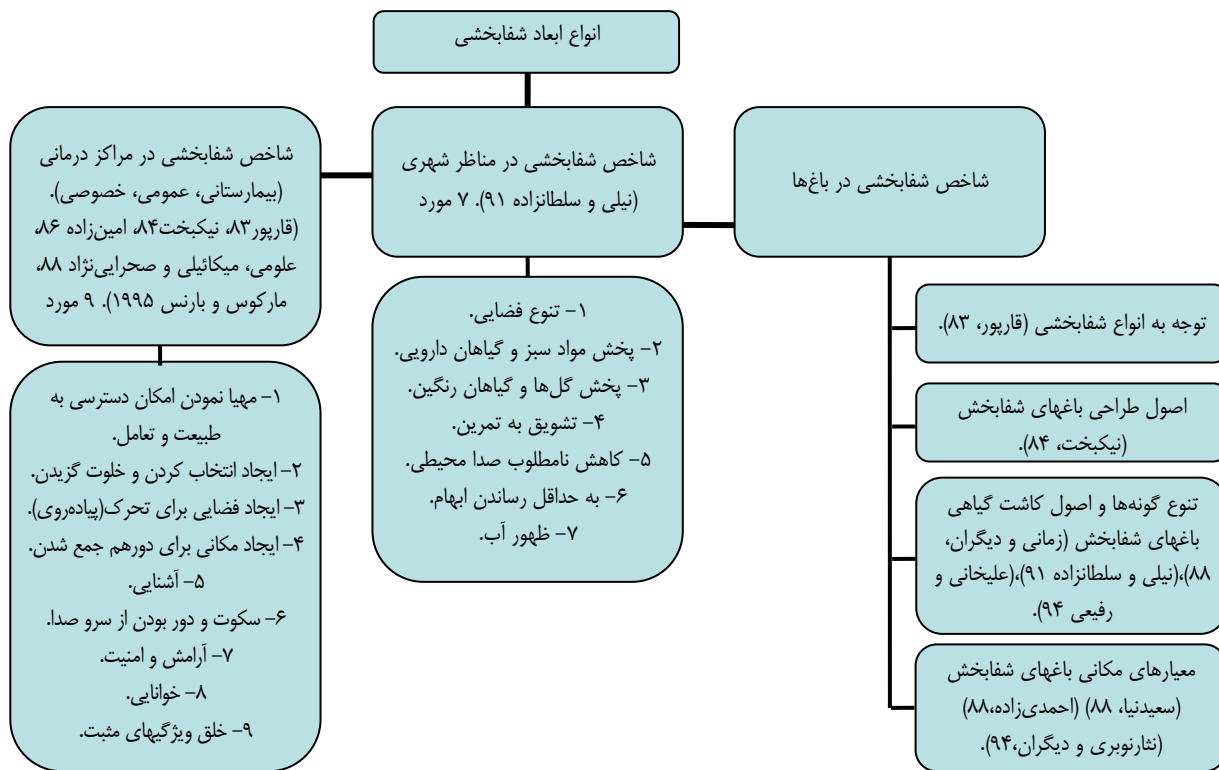 انواع ابعاد شفابخشی
شاخص شفابخشی در باغ‌ها
توجه به انواع شفابخشی (قارپور، ۸۳).
اصول طراحی باغهای شفابخش
(نیکبخت، ۸۴).
تنوع گونه‌ها و اصول کاشت گیاهی
باغهای شفابخش (زمانی و دیگران،
۸۸)،(نیلی و سلطانزاده ۹۱)،(علیخانی و
رفیعی ۹۴).
معیارهای مکانی باغهای شفابخش
(سعیدنیا، ۸۸) (احمدی‌زاده،۸۸)
(نثارنوبری و دیگران،۹۴).
شاخص شفابخشی در مناظر شهری
(نیلی و سلطانزاده ۹۱). ۷ مورد
۱- تنوع فضایی.
۲- پخش مواد سبز و گیاهان دارویی.
۳- پخش گل‌ها و گیاهان رنگین.
۴- تشویق به تمرین.
۵- کاهش نامطلوب صدا محیطی.
۶- به حداقل رساندن ابهام.
۷- ظهور آب.
شاخص شفابخشی در مراکز درمانی
(بیمارستانی، عمومی، خصوصی).
(قارپور۸۳، نیکبخت۸۴، امین‌زاده ۸۶،
علومی، میکائیلی و صحرایی‌نژاد ۸۸،
مارکوس و بارنس ۱۹۹۵). ۹ مورد
۱- مهیا نمودن امکان دسترسی به
طبیعت و تعامل.
۲- ایجاد انتخاب کردن و خلوت گزیدن.
۳- ایجاد فضایی برای تحرک(پیاده‌روی).
۴- ایجاد مکانی برای دورهم جمع شدن.
۵- آشنایی.
۶- سکوت و دور بودن از سرو صدا.
۷- آرامش و امنیت.
۸- خوانایی.
۹- خلق ویژگیهای مثبت.